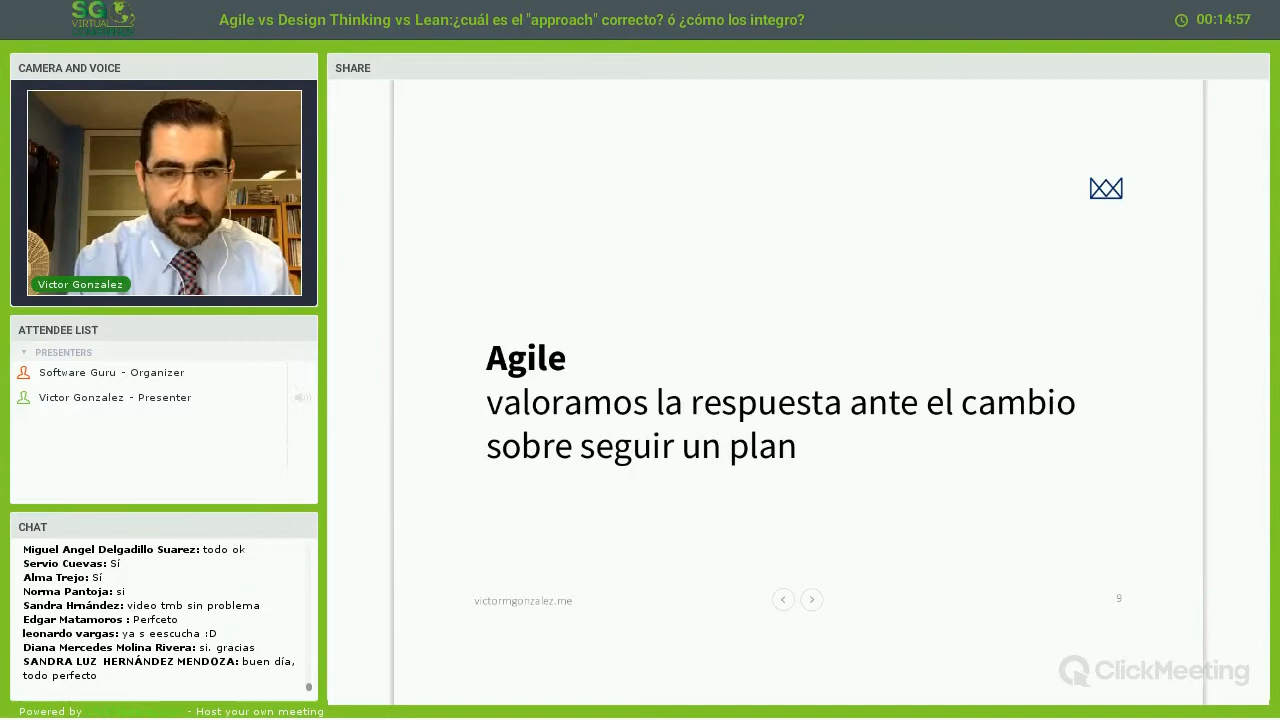 SG
VIRTUAL
CONFERENCE
Agile vs Design Thinking vs Lean:¿cuál es el "approach" correcto? ó ¿cómo los integro?
00:14:57
CAMERA AND VOICE
Victor Gonzalez
ATTENDEE LIST
PRESENTERS
Software Guru - Organizer
Victor Gonzalez - Presenter
CHAT
Miguel Angel Delgadillo Suarez: todo ok
Servio Cuevas: Sí
Alma Trejo: Sí
Norma Pantoja: si
Sandra Hrnández: video tmb sin problema
Edgar Matamoros : Perfceto
leonardo vargas: ya s eescucha :D
Diana Mercedes Molina Rivera: si. gracias
SANDRA LUZ HERNÁNDEZ MENDOZA: buen día,
todo perfecto
Powered by - Host your own meeting
SHARE
Agile
valoramos la respuesta ante el cambio
sobre seguir un plan
victormgonzalez.me
9
ClickMeeting